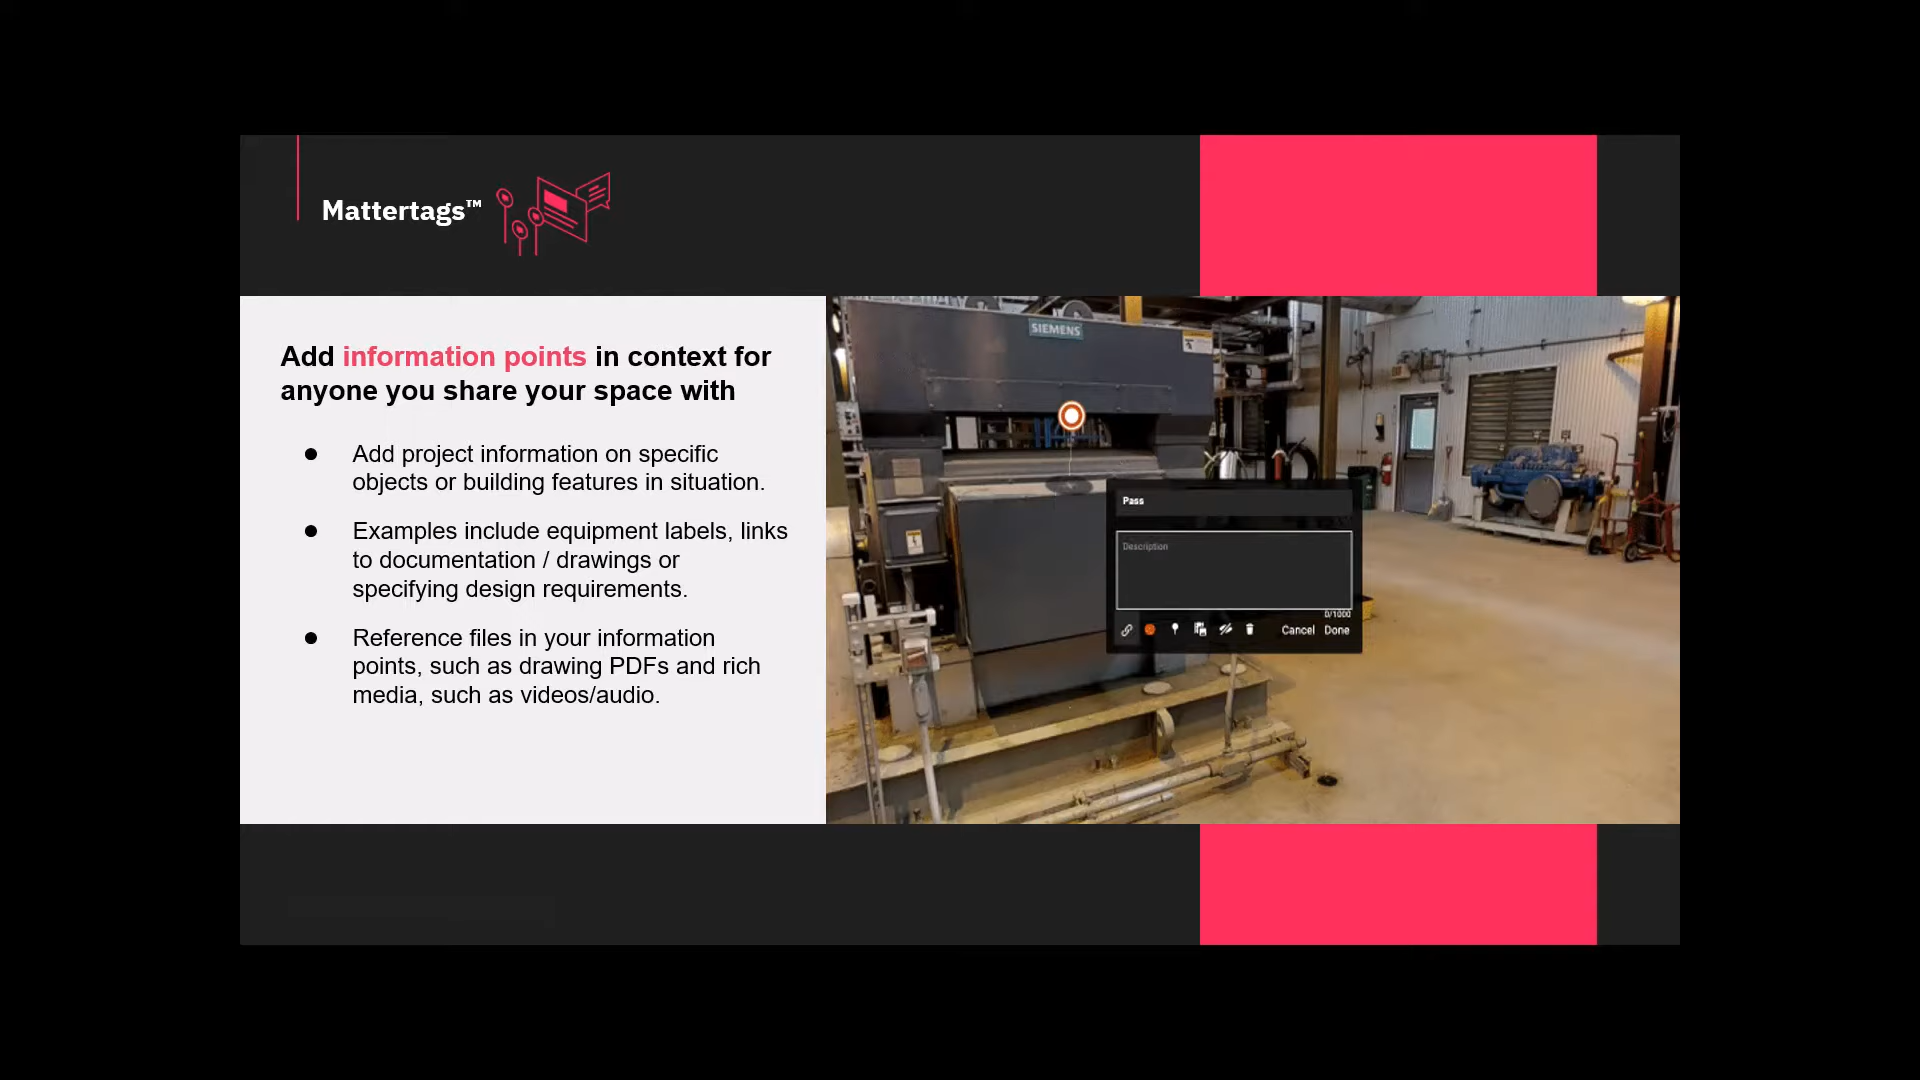 Mattertags™
Add information points in context for
anyone you share your space with
● Add project information on specific
objects or building features in situation.
● Examples include equipment labels, links
to documentation / drawings or
specifying design requirements.
● Reference files in your information
points, such as drawing PDFs and rich
media, such as videos/audio.
SIEMENS
Pass
Description
0/1000
Cancel Done